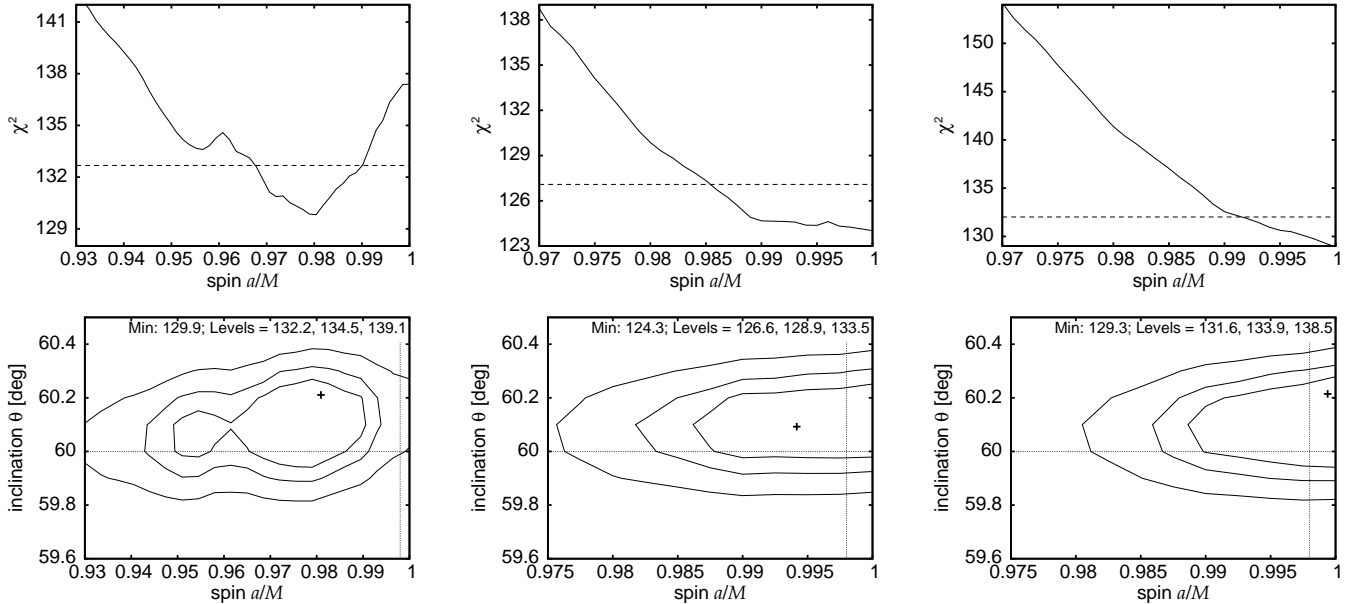 141
138
135
132
129
χ²
0.93 0.94 0.95 0.96 0.97 0.98 0.99 1
spin a/M
138
135
132
129
126
123
χ²
0.97 0.975 0.98 0.985 0.99 0.995 1
spin a/M
150
145
140
135
130
χ²
0.97 0.975 0.98 0.985 0.99 0.995 1
spin a/M
Min: 129.9; Levels = 132.2, 134.5, 139.1
60.4
60.2
60
59.8
59.6
inclination θ [deg]
0.93 0.94 0.95 0.96 0.97 0.98 0.99 1
spin a/M
Min: 124.3; Levels = 126.6, 128.9, 133.5
60.4
60.2
60
59.8
59.6
inclination θ [deg]
0.975 0.98 0.985 0.99 0.995 1
spin a/M
Min: 129.3; Levels = 131.6, 133.9, 138.5
60.4
60.2
60
59.8
59.6
inclination θ [deg]
0.975 0.98 0.985 0.99 0.995 1
spin a/M